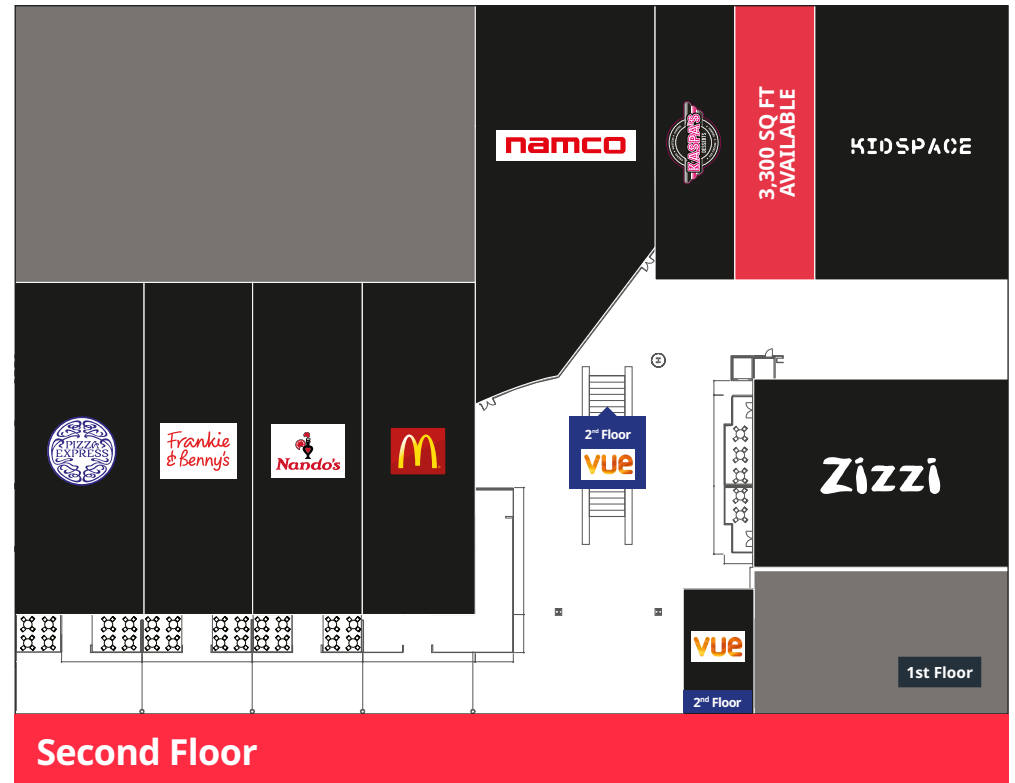 namco
KASPA'S
DESSERTS
3,300 SQ FT
AVAILABLE
KIDSPACE
PIZZA
EXPRESS
Frankie
& Benny's
Nando's
2nd Floor
vue
Zizzi
vue
2nd Floor
1st Floor
Second Floor